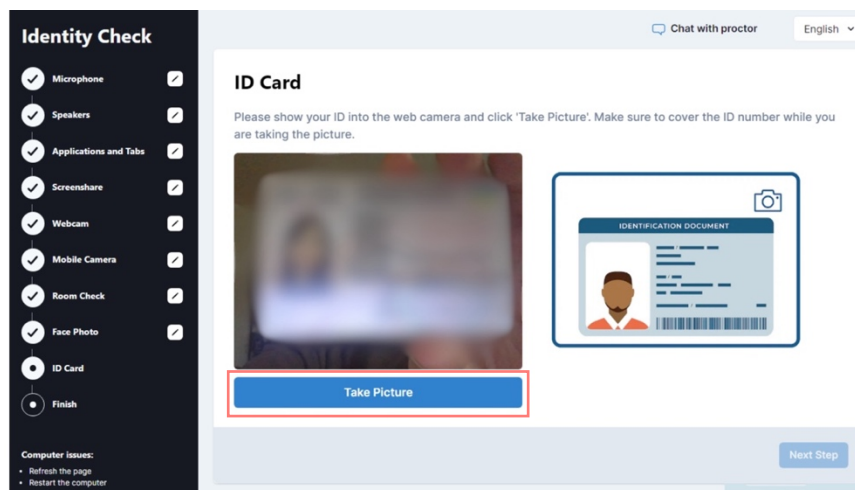 Identity Check
Microphone
Speakers
Applications and Tabs
Screenshare
Webcam
Mobile Camera
Room Check
Face Photo
ID Card
Finish
Computer issues:
Refresh the page
Restart the computer
Chat with proctor
English
ID Card
Please show your ID into the web camera and click 'Take Picture'. Make sure to cover the ID number while you
are taking the picture.
IDENTIFICATION DOCUMENT
Take Picture
Next Step